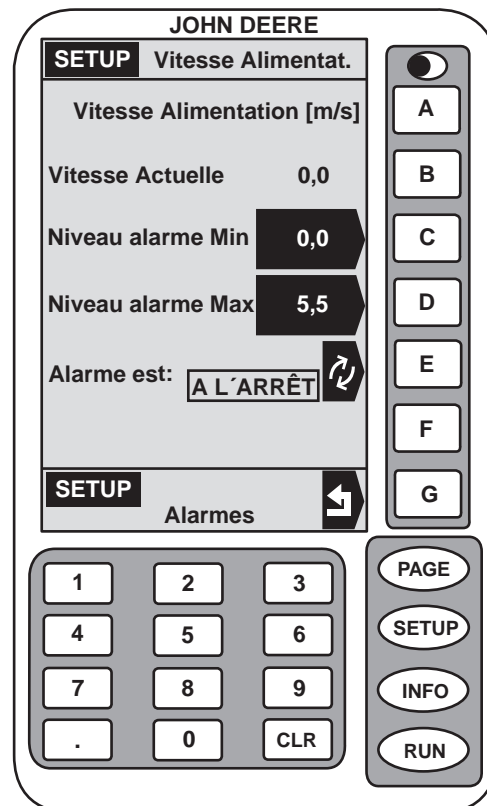 JOHN DEERE
SETUP Vitesse Alimentat.
Vitesse Alimentation [m/s]
Vitesse Actuelle 0,0
Niveau alarme Min 0,0
Niveau alarme Max 5,5
Alarme est: A L´ARRÊT
SETUP
Alarmes
A
B
C
D
E
F
G
1 2 3
4 5 6
7 8 9
. 0 CLR
PAGE
SETUP
INFO
RUN